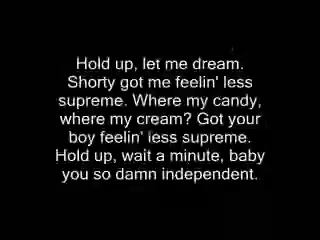 Hold up, let me dream.
Shorty got me feelin' less
supreme. Where my candy,
where my cream? Got your
boy feelin' less supreme.
Hold up, wait a minute, baby
you so damn independent.